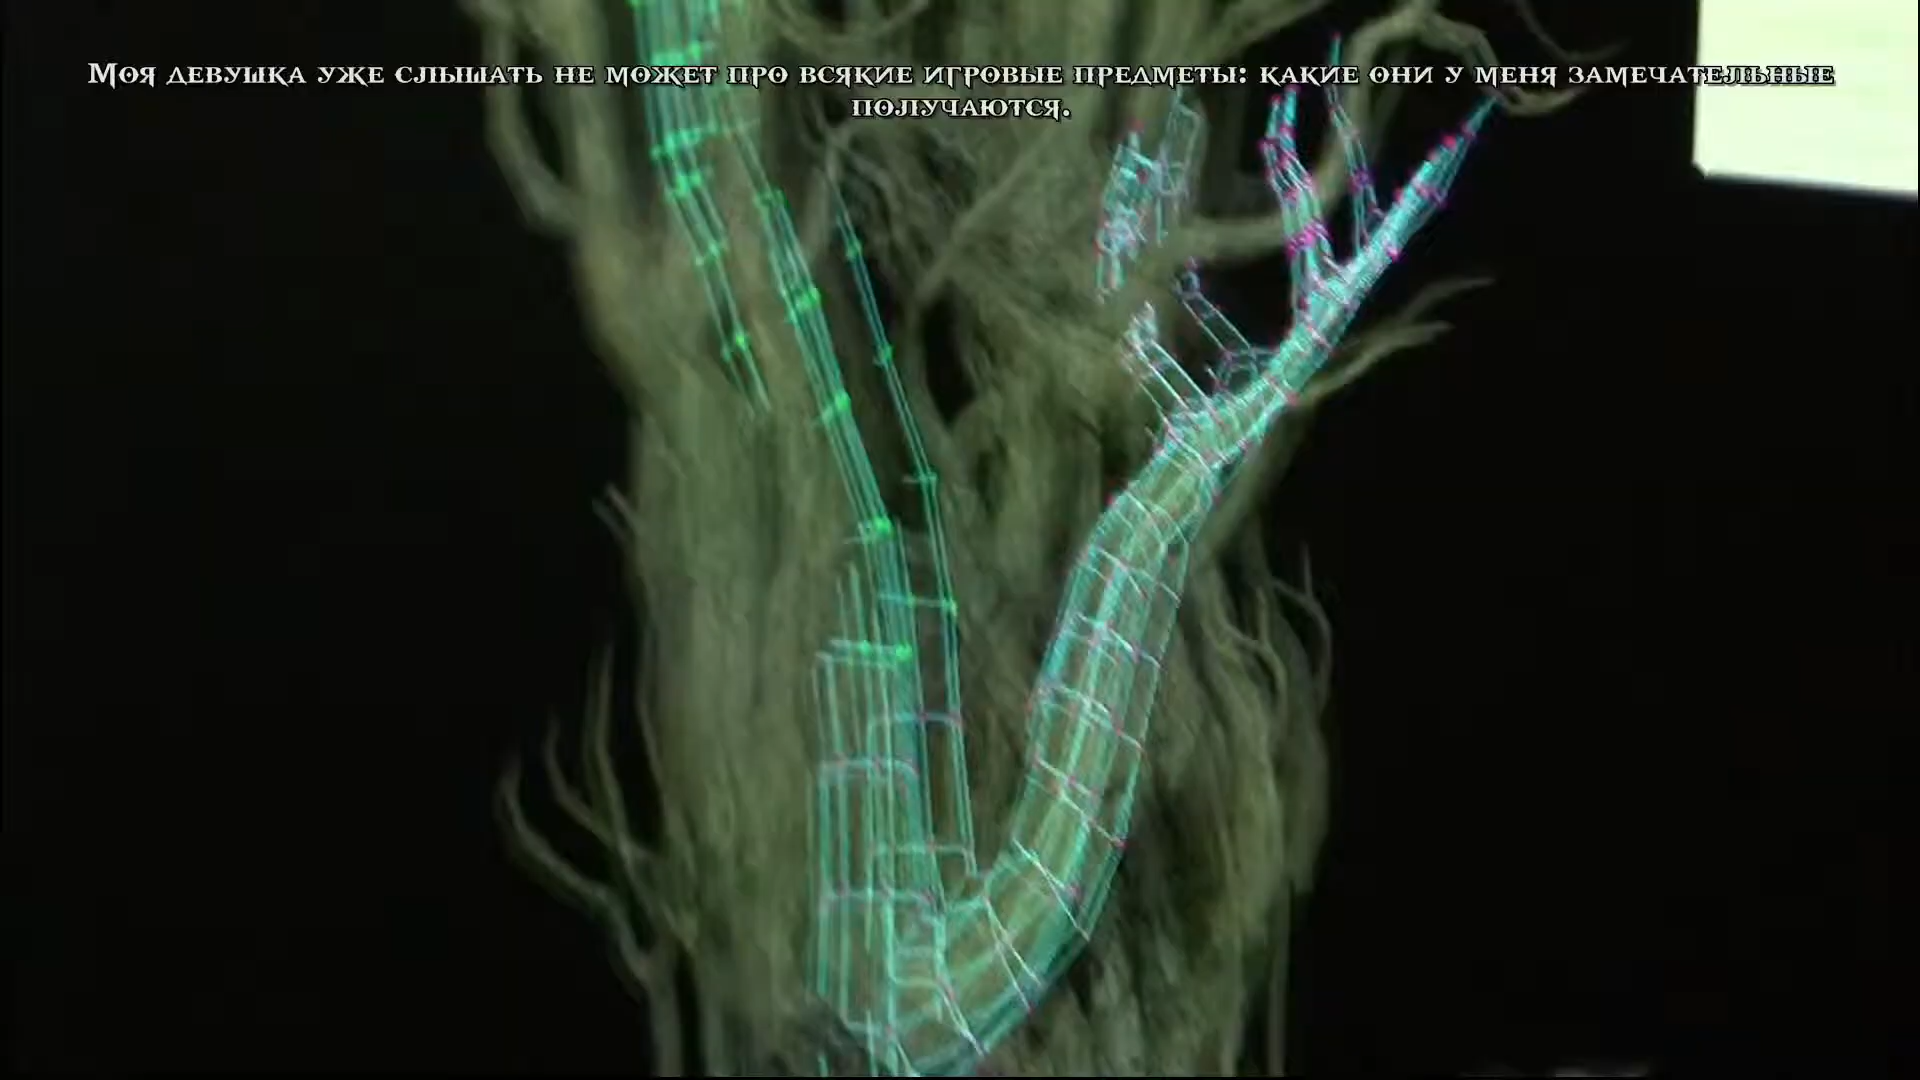 Моя девушка уже слышать не может про всякие игровые предметы: какие они у меня замечательные
получаются.